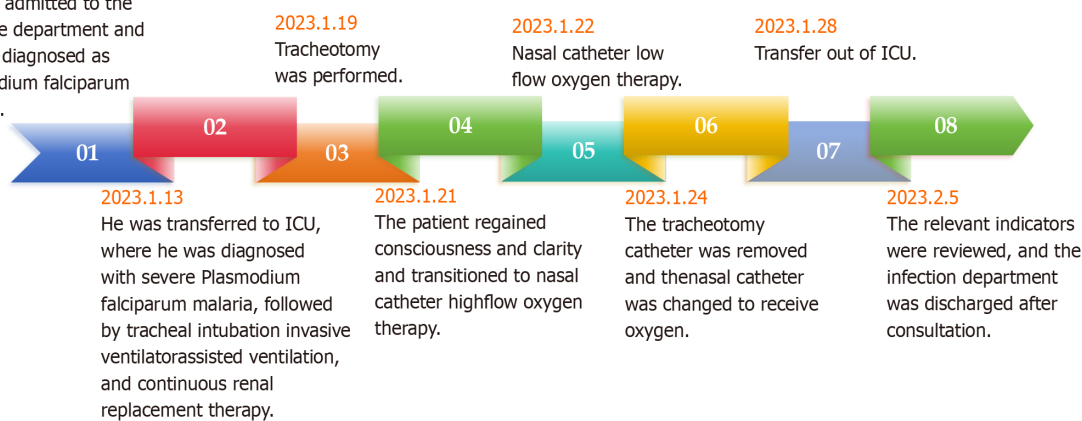 admitted to the
department and
diagnosed as
falciparum
2023.1.19
Tracheotomy
was performed.
2023.1.22
Nasal catheter low
flow oxygen therapy.
2023.1.28
Transfer out of ICU.
01
02
03
04
05
06
07
08
2023.1.13
He was transferred to ICU,
where he was diagnosed
with severe Plasmodium
falciparum malaria, followed
by tracheal intubation invasive
ventilatorassisted ventilation,
and continuous renal
replacement therapy.
2023.1.21
The patient regained
consciousness and clarity
and transitioned to nasal
catheter highflow oxygen
therapy.
2023.1.24
The tracheotomy
catheter was removed
and thenasal catheter
was changed to receive
oxygen.
2023.2.5
The relevant indicators
were reviewed, and the
infection department
was discharged after
consultation.